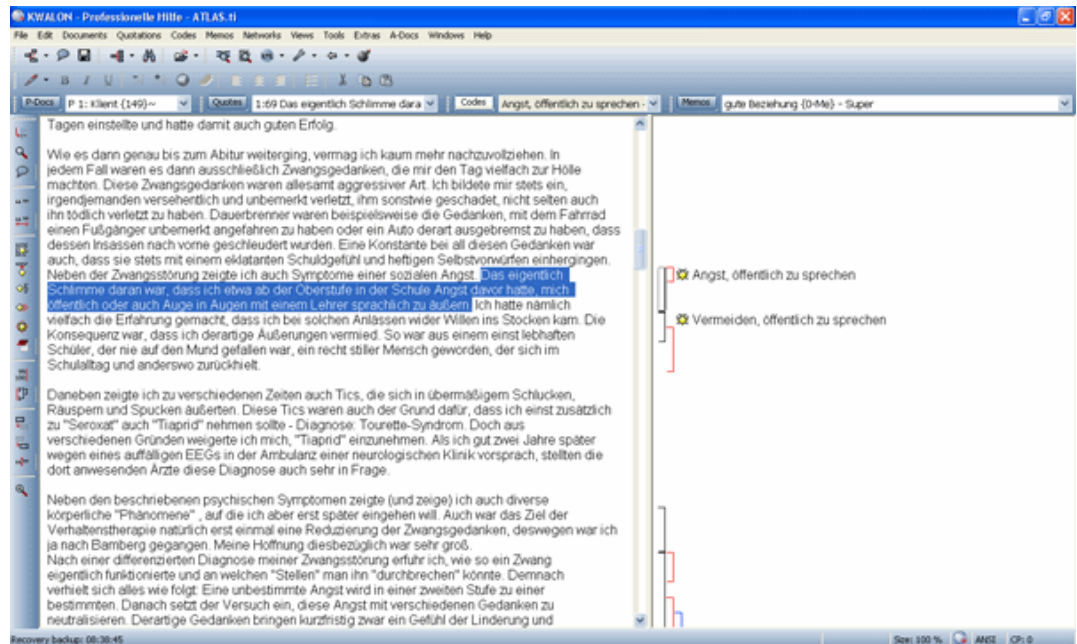 KWALON - Professionelle Hilfe - ATLAS.ti
File Edit Documents Quotations Codes Memos Networks Views Tools Extras A-Docs Windows Help
B I U
P-Docs P 1: Klient {149}~ Quotes 1:69 Das eigentlich Schlimme dara Codes Angst, öffentlich zu sprechen - Memos gute Beziehung {0-Me} - Super
Tagen einstellte und hatte damit auch guten Erfolg.
Wie es dann genau bis zum Abitur weiterging, vermag ich kaum mehr nachzuvollziehen. In
jedem Fall waren es dann ausschließlich Zwangsgedanken, die mir den Tag vielfach zur Hölle
machten. Diese Zwangsgedanken waren allesamt aggressiver Art. Ich bildete mir stets ein,
irgendjemanden versehentlich und unbemerkt verletzt, ihm sonstwie geschadet, nicht selten auch
ihn tödlich verletzt zu haben. Dauerbrenner waren beispielsweise die Gedanken, mit dem Fahrrad
einen Fußgänger unbemerkt angefahren zu haben oder ein Auto derart ausgebremst zu haben, dass
dessen Insassen nach vorne geschleudert wurden. Eine Konstante bei all diesen Gedanken war
auch, dass sie stets mit einem eklatanten Schuldgefühl und heftigen Selbstvorwürfen einhergingen.
Neben der Zwangsstörung zeigte ich auch Symptome einer sozialen Angst. Das eigentlich
Schlimme daran war, dass ich etwa ab der Oberstufe in der Schule Angst davor hatte, mich
öffentlich oder auch Auge in Augen mit einem Lehrer sprachlich zu äußern. Ich hatte nämlich
vielfach die Erfahrung gemacht, dass ich bei solchen Anlässen wider Willen ins Stocken kam. Die
Konsequenz war, dass ich derartige Äußerungen vermied. So war aus einem einst lebhaften
Schüler, der nie auf den Mund gefallen war, ein recht stiller Mensch geworden, der sich im
Schulalltag und anderswo zurückhielt.
Angst, öffentlich zu sprechen
Vermeiden, öffentlich zu sprechen
Daneben zeigte ich zu verschiedenen Zeiten auch Tics, die sich in übermäßigem Schlucken,
Räuspern und Spucken äußerten. Diese Tics waren auch der Grund dafür, dass ich einst zusätzlich
zu "Seroxat" auch "Tiaprid" nehmen sollte - Diagnose: Tourette-Syndrom. Doch aus
verschiedenen Gründen weigerte ich mich, "Tiaprid" einzunehmen. Als ich gut zwei Jahre später
wegen eines auffälligen EEGs in der Ambulanz einer neurologischen Klinik vorsprach, stellten die
dort anwesenden Ärzte diese Diagnose auch sehr in Frage.
Neben den beschriebenen psychischen Symptomen zeigte (und zeige) ich auch diverse
körperliche "Phänomene" , auf die ich aber erst später eingehen will. Auch war das Ziel der
Verhaltenstherapie natürlich erst einmal eine Reduzierung der Zwangsgedanken, deswegen war ich
ja nach Bamberg gegangen. Meine Hoffnung diesbezüglich war sehr groß.
Nach einer differenzierten Diagnose meiner Zwangsstörung erfuhr ich, wie so ein Zwang
eigentlich funktionierte und an welchen "Stellen" man ihn "durchbrechen" könnte. Demnach
verhielt sich alles wie folgt: Eine unbestimmte Angst wird in einer zweiten Stufe zu einer
bestimmten. Danach setzt der Versuch ein, diese Angst mit verschiedenen Gedanken zu
neutralisieren. Derartige Gedanken bringen kurzfristig zwar ein Gefühl der Linderung und
Recovery backup: 08:38:45 Size: 100 % ANSI CP: 0